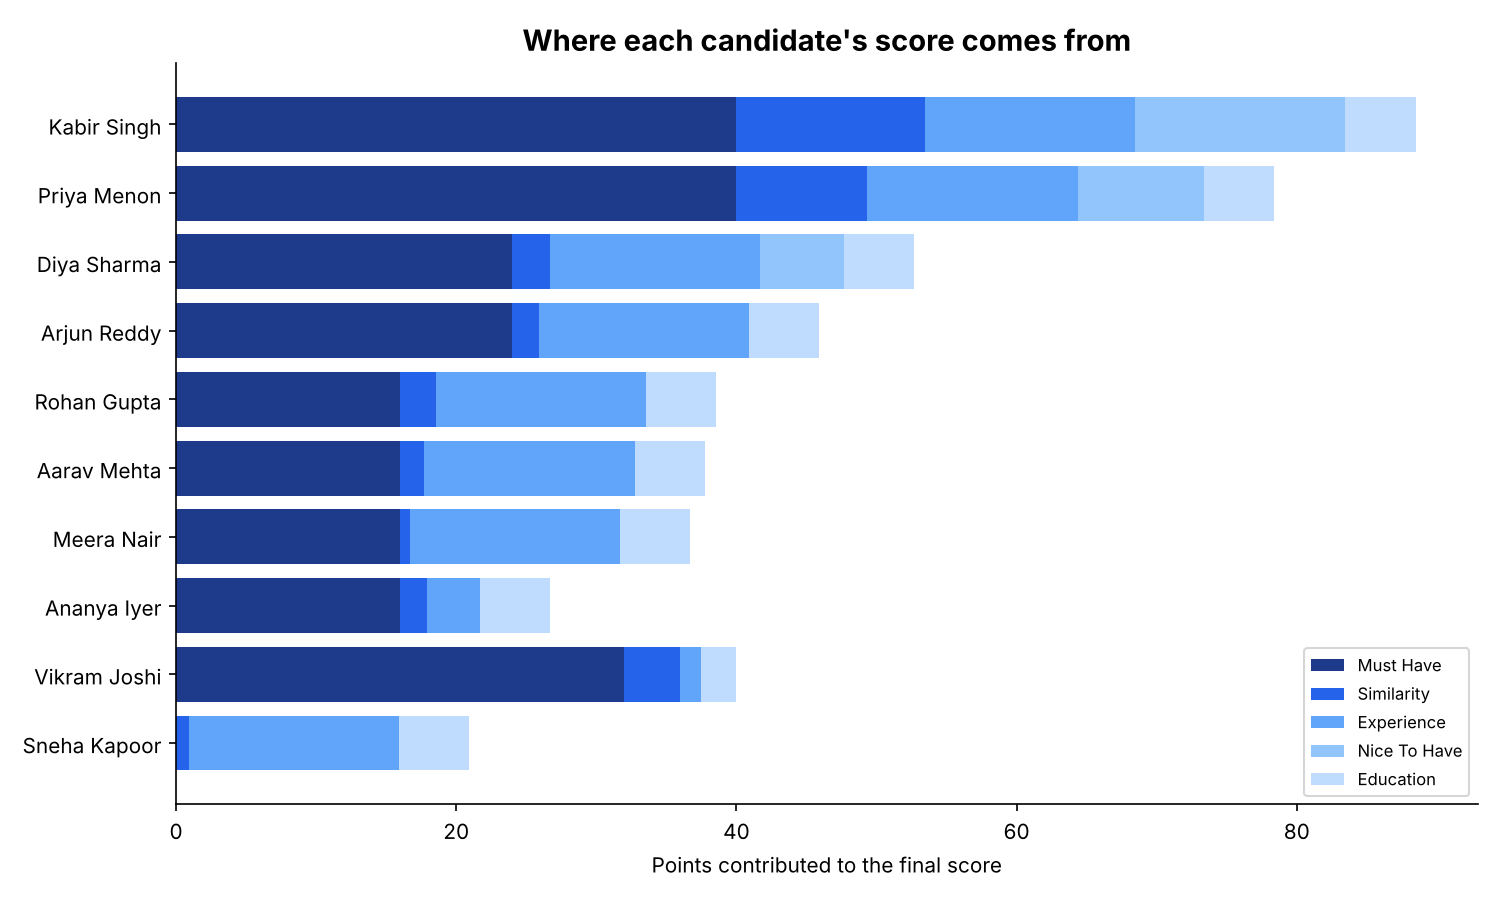 Where each candidate's score comes from
Kabir Singh
Priya Menon
Diya Sharma
Arjun Reddy
Rohan Gupta
Aarav Mehta
Meera Nair
Ananya Iyer
Vikram Joshi
Sneha Kapoor
Must Have
Similarity
Experience
Nice To Have
Education
0 20 40 60 80
Points contributed to the final score